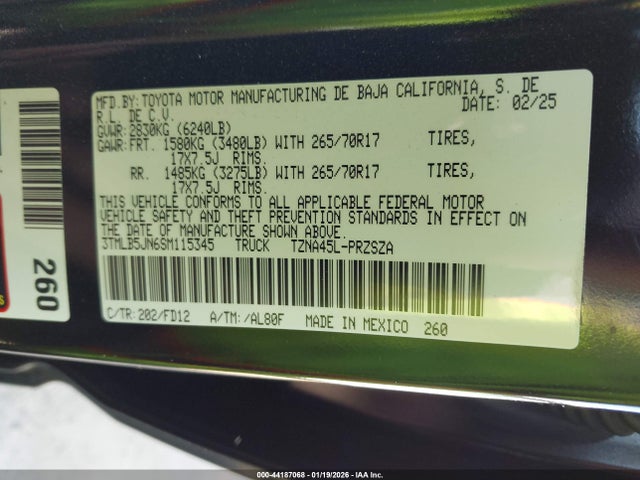 MFD.BY:TOYOTA MOTOR MANUFACTURING DE BAJA CALIFORNIA, S. DE
R.L. DE C.V. DATE: 02/25
GVWR:2830KG (6240LB)
GAWR:FRT. 1580KG (3480LB) WITH 265/70R17 TIRES,
17X7.5J RIMS.
RR. 1485KG (3275LB) WITH 265/70R17 TIRES,
17X7.5J RIMS.
THIS VEHICLE CONFORMS TO ALL APPLICABLE FEDERAL MOTOR
VEHICLE SAFETY AND THEFT PREVENTION STANDARDS IN EFFECT ON
THE DATE OF MANUFACTURE SHOWN ABOVE.
3TMLB5JN6SM115345 TRUCK TZNA45L-PRZSZA
C/TR:202/FD12 A/TM:/AL80F MADE IN MEXICO 260
260
000-44187068 - 01/19/2026 - IAA Inc.